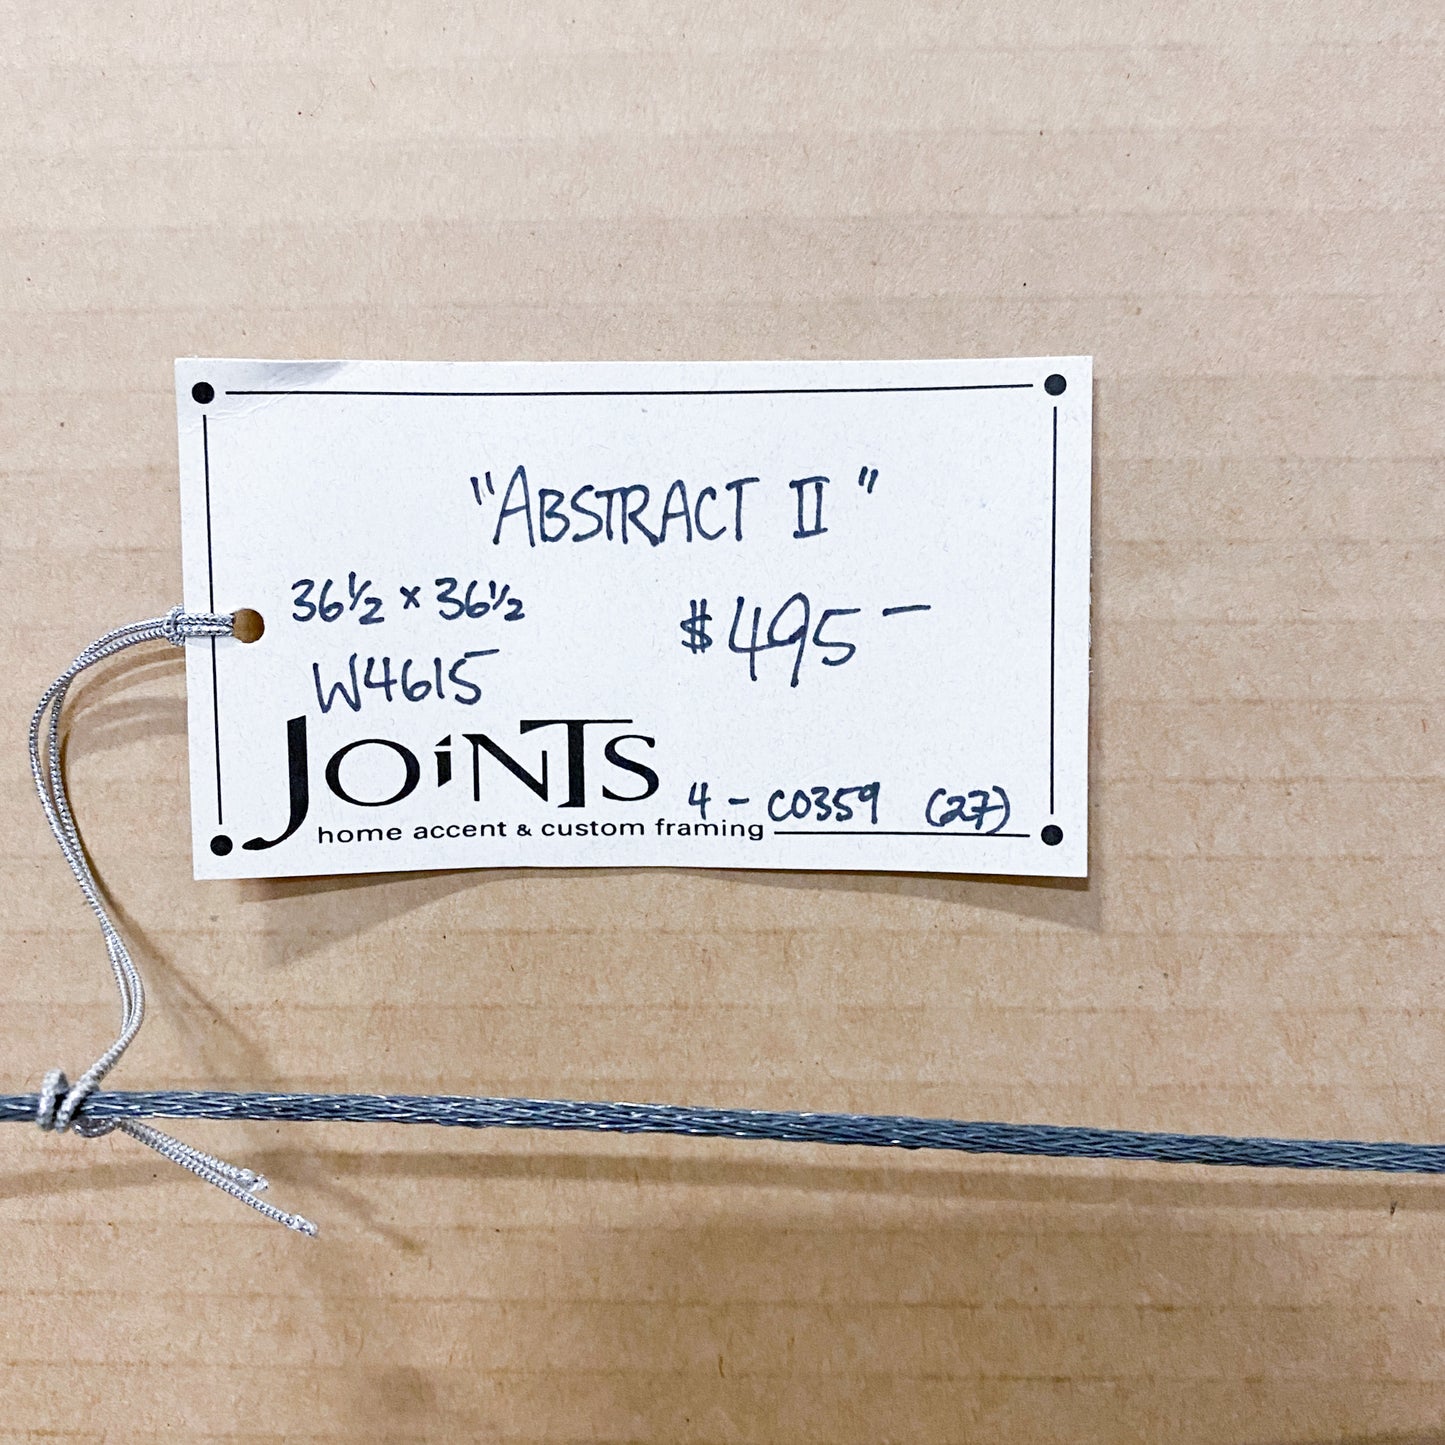 "ABSTRACT II"
36½ x 36½
$495-
W4615
JOiNTS
4 - C0359 (27)
home accent & custom framing